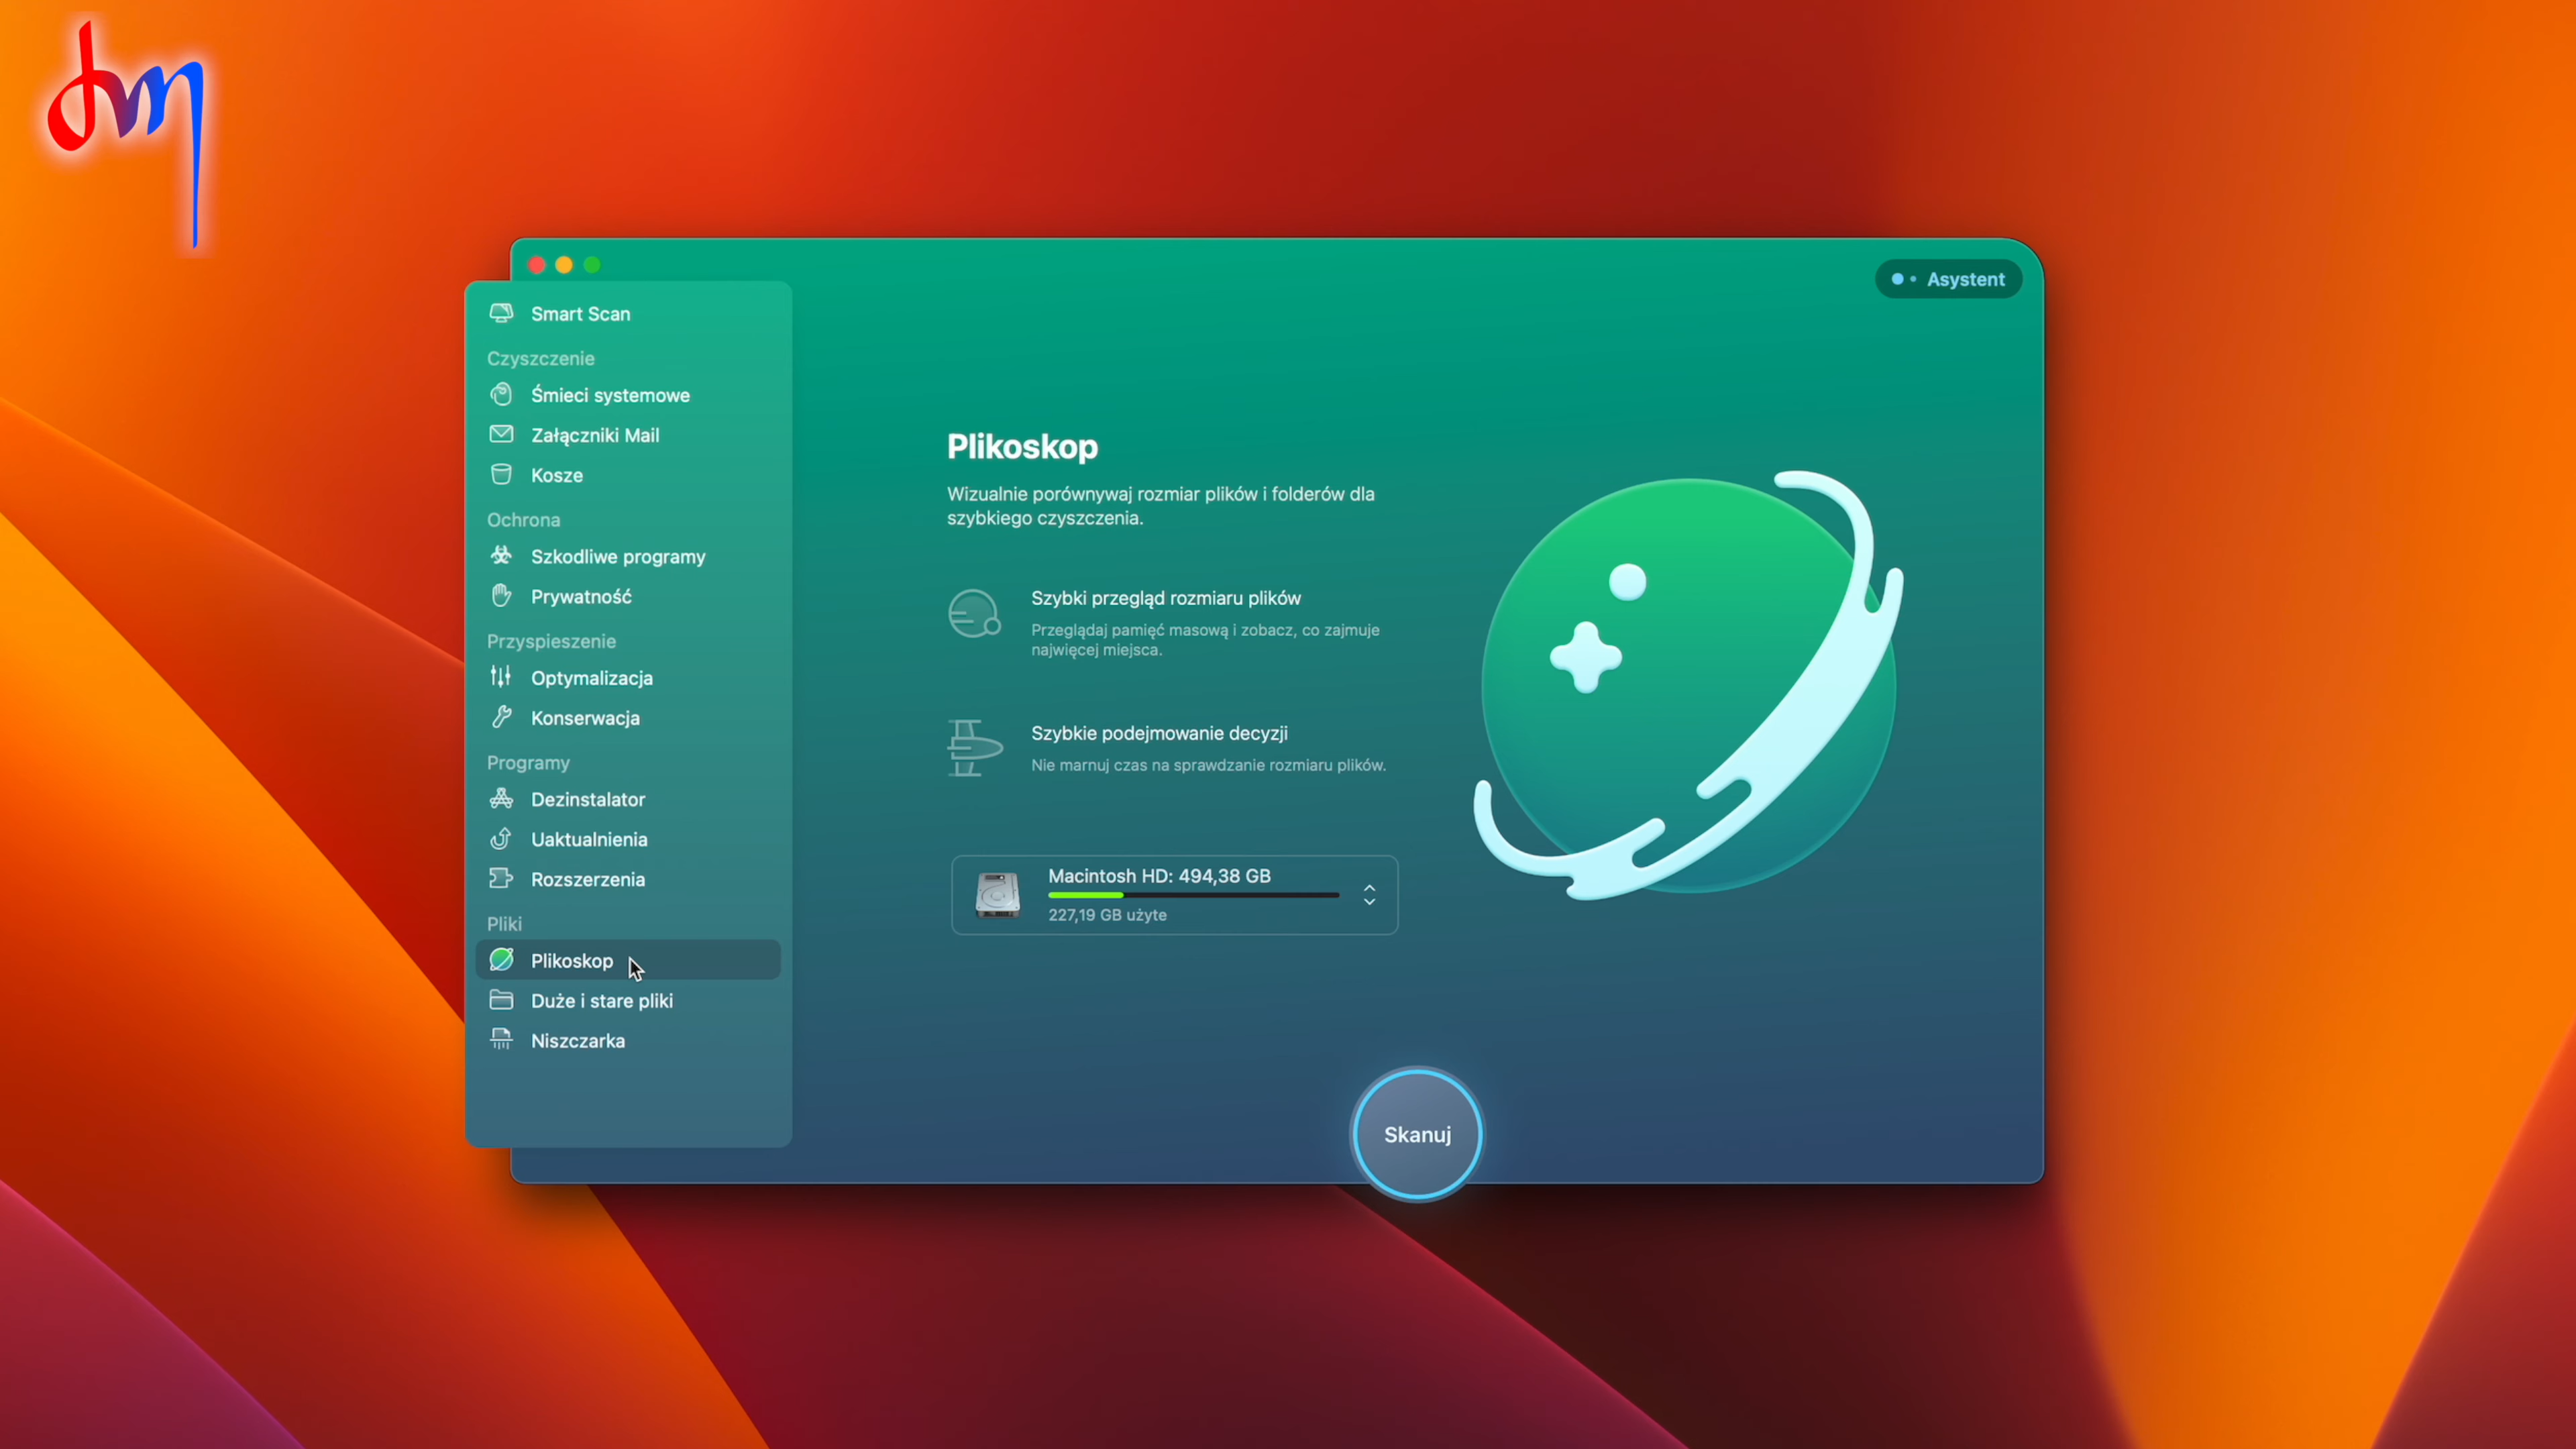 dm
Asystent
Smart Scan
Czyszczenie
Śmieci systemowe
Załączniki Mail
Kosze
Ochrona
Szkodliwe programy
Prywatność
Przyspieszenie
Optymalizacja
Konserwacja
Programy
Dezinstalator
Uaktualnienia
Rozszerzenia
Pliki
Plikoskop
Duże i stare pliki
Niszczarka
Plikoskop
Wizualnie porównywaj rozmiar plików i folderów dla
szybkiego czyszczenia.
Szybki przegląd rozmiaru plików
Przeglądaj pamięć masową i zobacz, co zajmuje
najwięcej miejsca.
Szybkie podejmowanie decyzji
Nie marnuj czas na sprawdzanie rozmiaru plików.
Macintosh HD: 494,38 GB
227,19 GB użyte
Skanuj